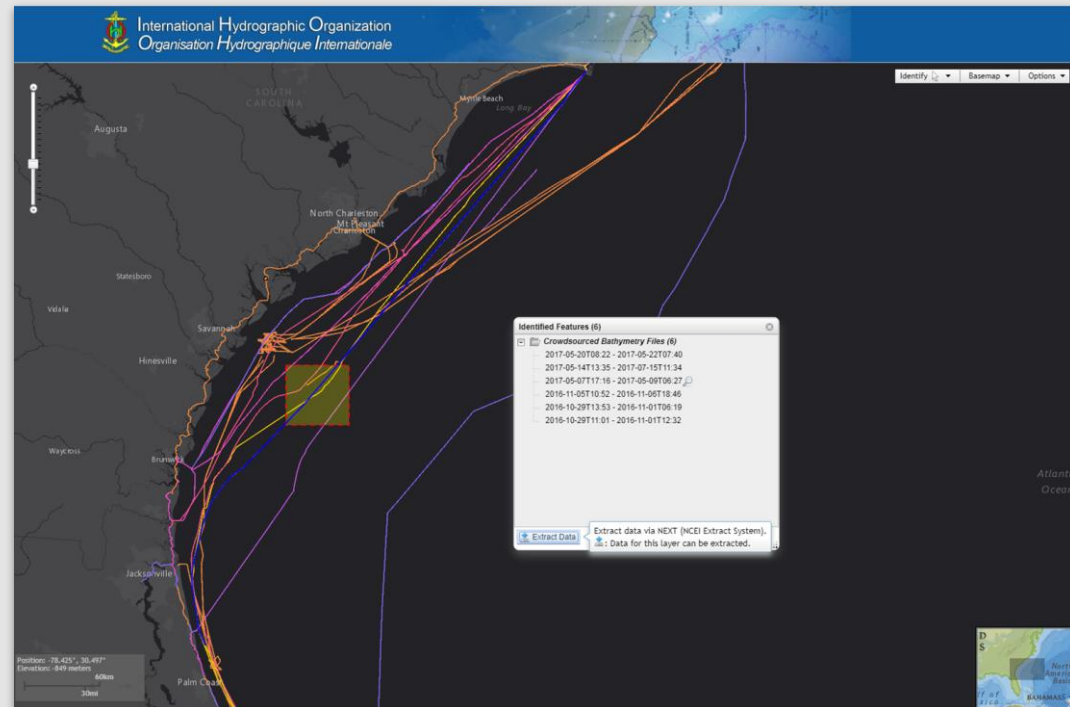 International Hydrographic Organization
Organisation Hydrographique Internationale
Identify
Basemap
Options
SOUTH
CAROLINA
Myrtle Beach
Long Bay
Augusta
North Charleston
Mt Pleasant
Charleston
Statesboro
Vidalia
Savannah
Hinesville
Identified Features (6)
Crowdsourced Bathymetry Files (6)
2017-05-20T08:22 - 2017-05-22T07:40
2017-05-14T13:35 - 2017-07-15T11:34
2017-05-07T17:16 - 2017-05-09T06:27
2016-11-05T10:52 - 2016-11-06T18:46
2016-10-29T13:53 - 2016-11-01T06:19
2016-10-29T11:01 - 2016-11-01T12:32
Waycross
Brunswick
Atlant
Ocean
Extract Data
Extract data via NEXT (NCEI Extract System).
: Data for this layer can be extracted.
Jacksonville
Position: -78.425°, 30.497°
Elevation: -849 meters
60km
30mi
Palm Coast
D
S
North
American
Basin
BAHAMAS